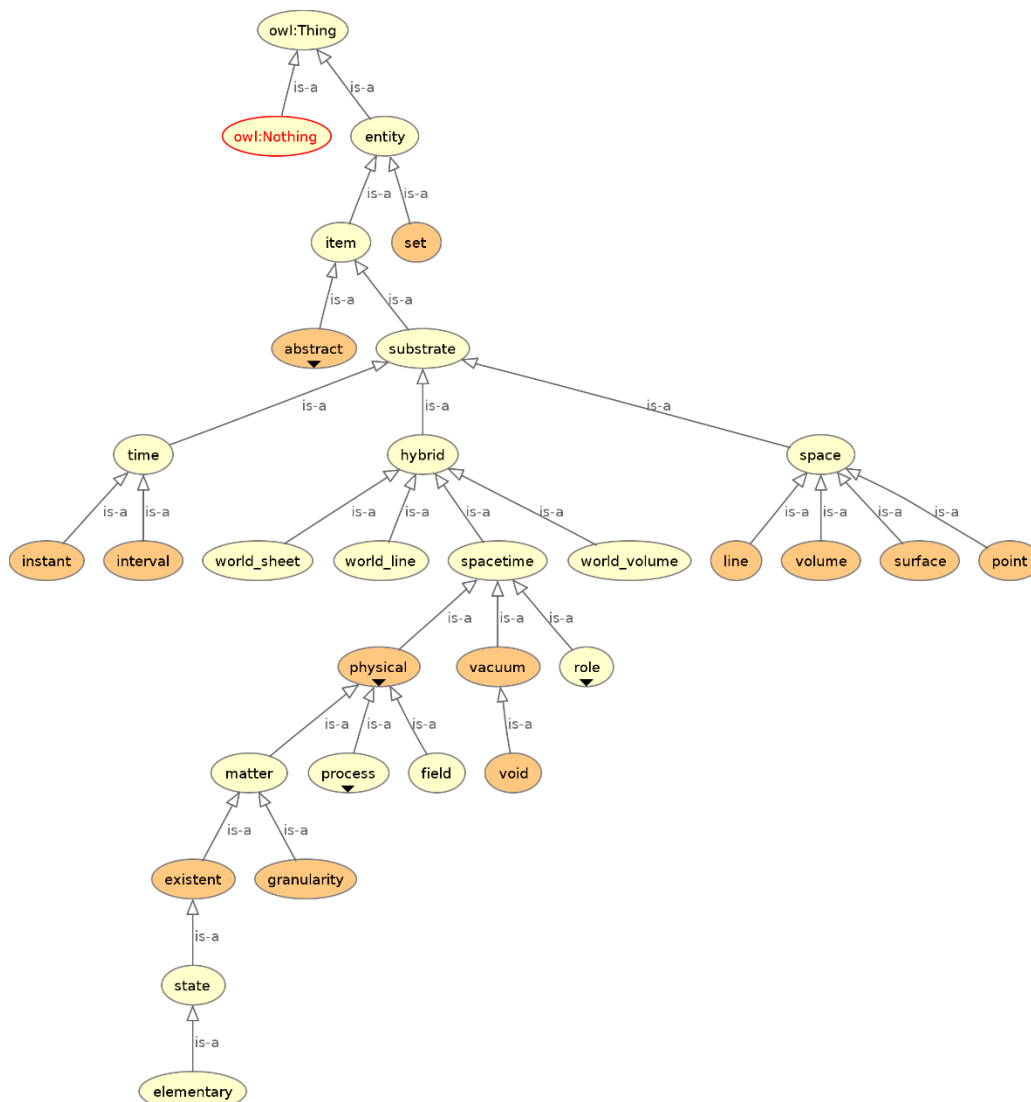 owl:Thing
is-a is-a
owl:Nothing entity
is-a is-a
item set
is-a is-a
abstract substrate
is-a is-a is-a
time hybrid space
is-a is-a is-a is-a is-a is-a is-a is-a is-a is-a
instant interval world_sheet world_line spacetime world_volume line volume surface point
is-a is-a is-a
physical vacuum role
is-a is-a is-a is-a
matter process field void
is-a is-a
existent granularity
is-a
state
is-a
elementary